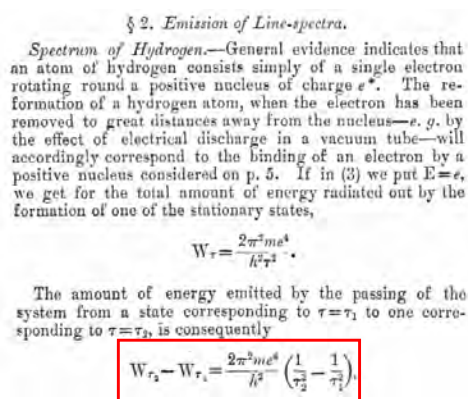 § 2. Emission of Line-spectra.
Spectrum of Hydrogen.—General evidence indicates that
an atom of hydrogen consists simply of a single electron
rotating round a positive nucleus of charge e*. The re-
formation of a hydrogen atom, when the electron has been
removed to great distances away from the nucleus—e. g. by
the effect of electrical discharge in a vacuum tube—will
accordingly correspond to the binding of an electron by a
positive nucleus considered on p. 5. If in (3) we put E=e,
we get for the total amount of energy radiated out by the
formation of one of the stationary states,
W_τ = 2π²me⁴ / h²τ² .
The amount of energy emitted by the passing of the
system from a state corresponding to τ=τ₁ to one corre-
sponding to τ=τ₂, is consequently
W_τ₂ − W_τ₁ = 2π²me⁴ / h² (1/τ₂² − 1/τ₁²).